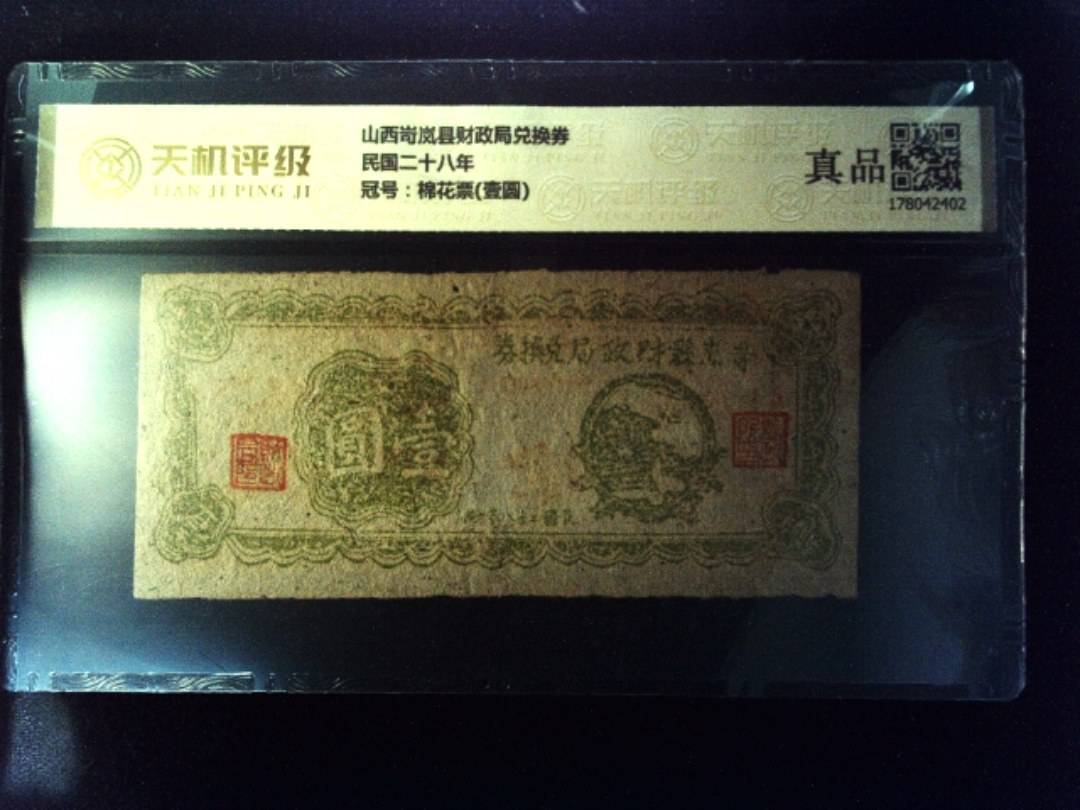 天机评级
TIAN JI PING JI
山西岢岚县财政局兑换券
民国二十八年
冠号：棉花票(壹圆)
真品
178042402
券換兌局政財縣嵐岢
圓壹